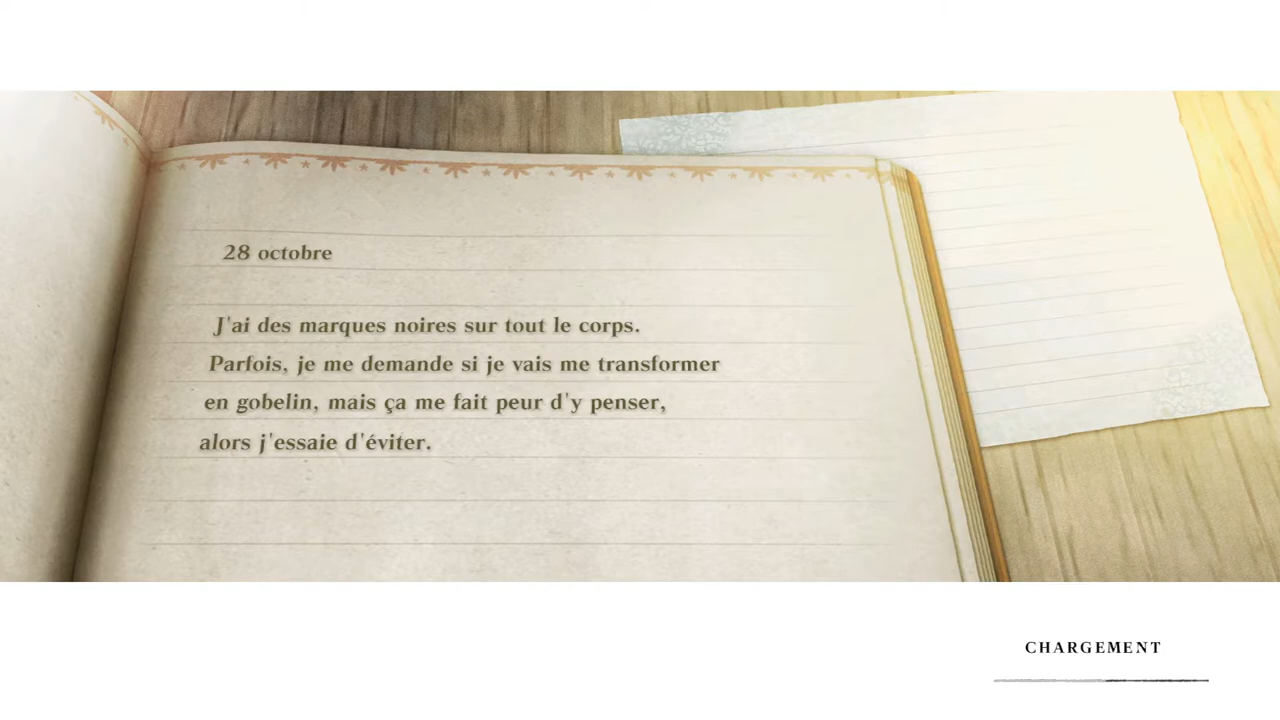 28 octobre
J'ai des marques noires sur tout le corps.
Parfois, je me demande si je vais me transformer
en gobelin, mais ça me fait peur d'y penser,
alors j'essaie d'éviter.
CHARGEMENT